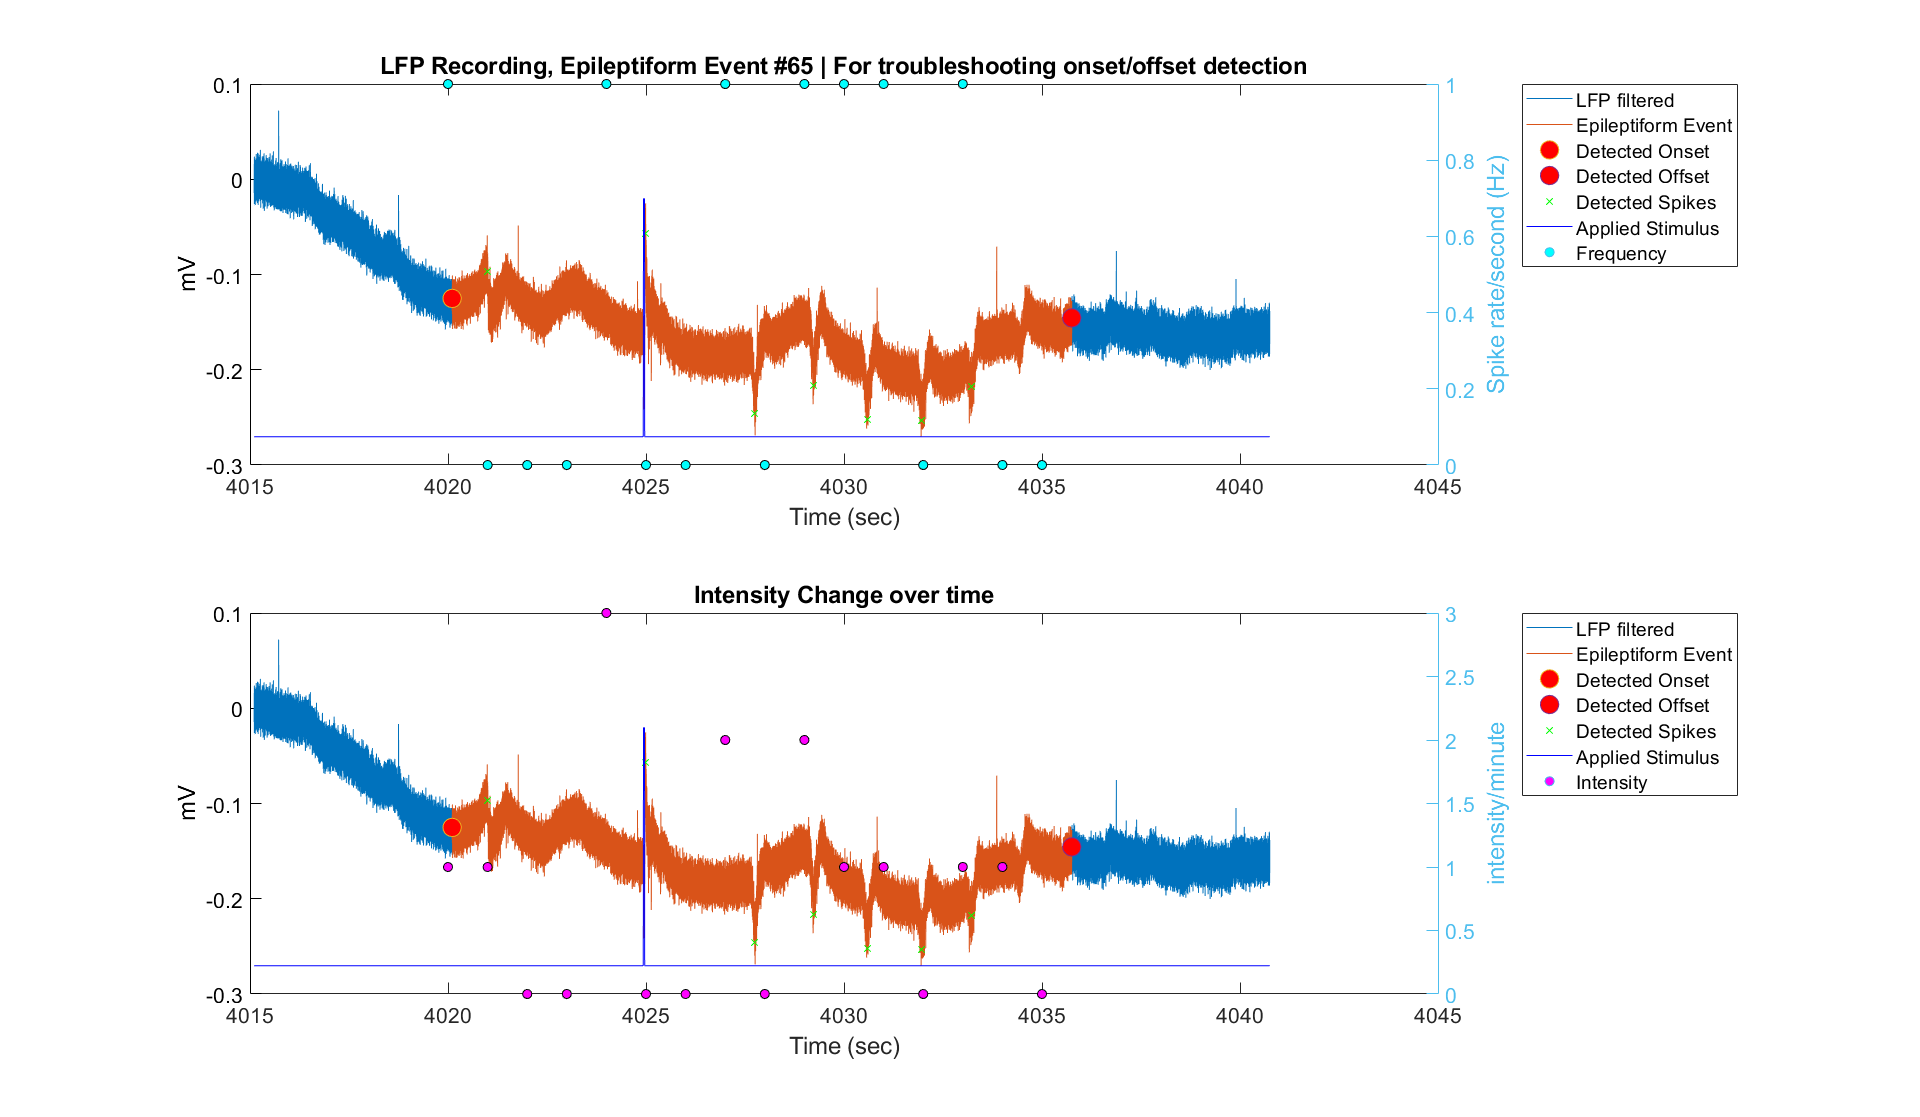 LFP Recording, Epileptiform Event #65 | For troubleshooting onset/offset detection
0.1
0
-0.1
-0.2
-0.3
mV
4015
4020
4025
4030
4035
4040
4045
Time (sec)
1
0.8
0.6
0.4
0.2
0
Spike rate/second (Hz)
LFP filtered
Epileptiform Event
Detected Onset
Detected Offset
Detected Spikes
Applied Stimulus
Frequency
Intensity Change over time
0.1
0
-0.1
-0.2
-0.3
mV
4015
4020
4025
4030
4035
4040
4045
Time (sec)
3
2.5
2
1.5
1
0.5
0
intensity/minute
LFP filtered
Epileptiform Event
Detected Onset
Detected Offset
Detected Spikes
Applied Stimulus
Intensity